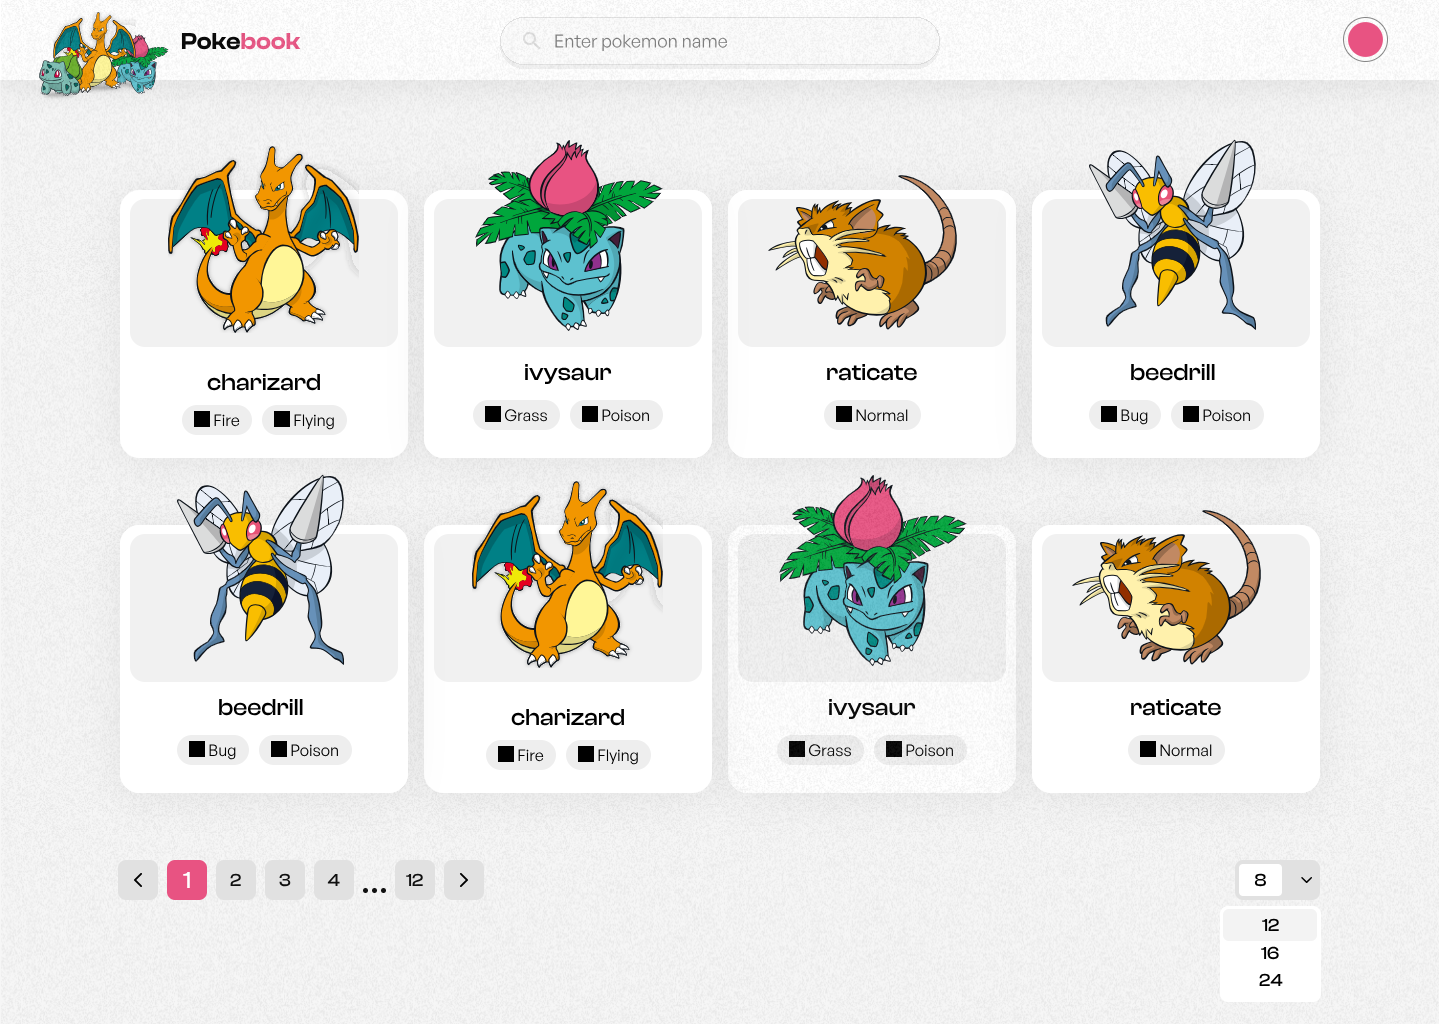 Pokebook
Enter pokemon name
charizard
Fire Flying
ivysaur
Grass Poison
raticate
Normal
beedrill
Bug Poison
beedrill
Bug Poison
charizard
Fire Flying
ivysaur
Grass Poison
raticate
Normal
1 2 3 4 ... 12
8
12
16
24